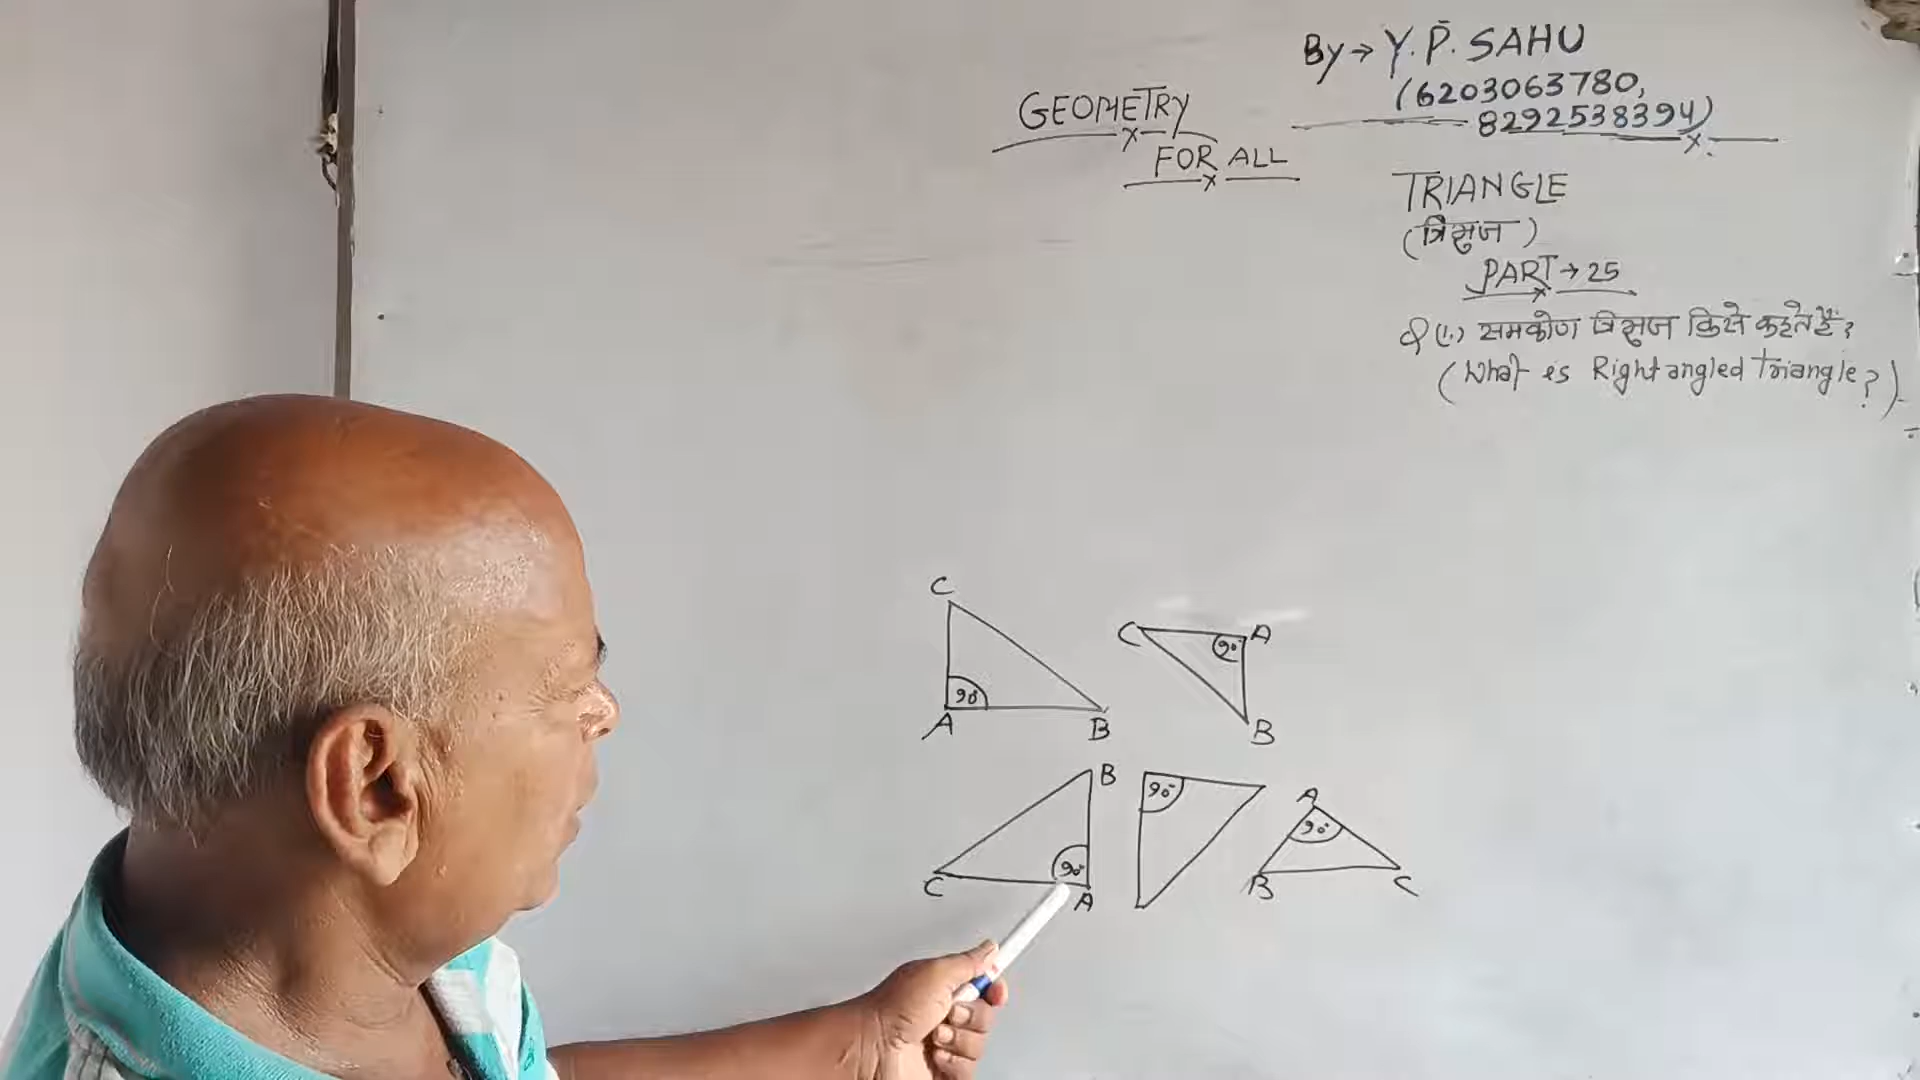 By → Y.P. SAHU
(6203063780,
8292538394)
GEOMETRY
FOR ALL
TRIANGLE
(त्रिभुज)
PART → 25
Q (1.) समकोण त्रिभुज किसे कहते हैं?
(What is Right angled Triangle?)
C
90°
A B
C 90° A
B
B
90°
C A
90°
A
90°
B C